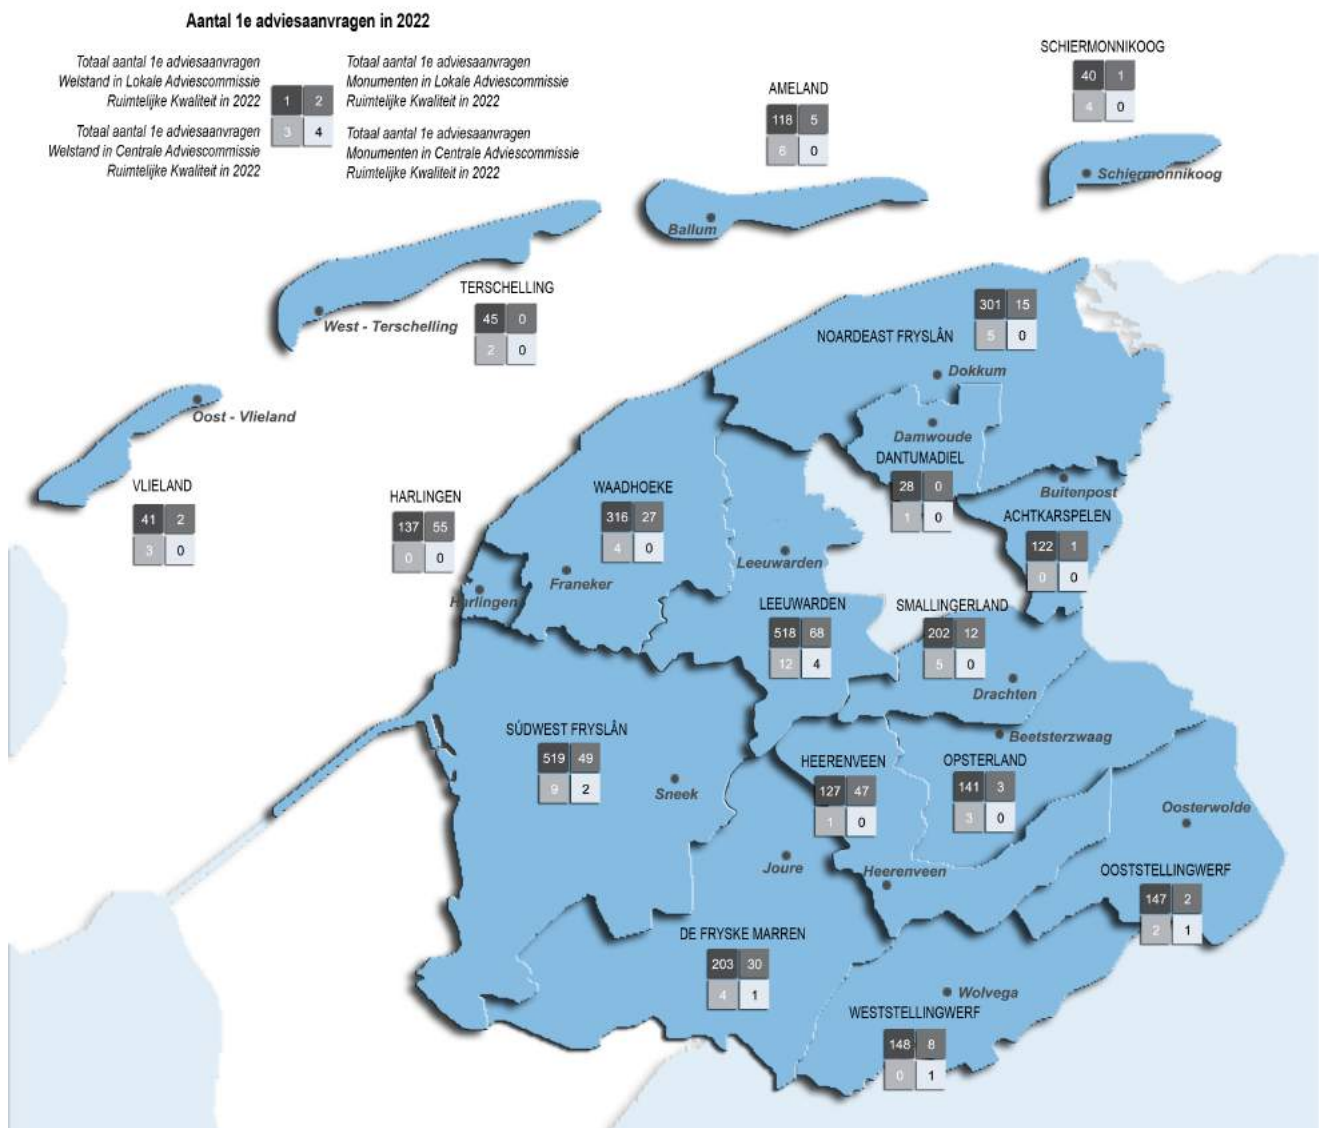 Aantal 1e adviesaanvragen in 2022
Totaal aantal 1e adviesaanvragen
Welstand in Lokale Adviescommissie
Ruimtelijke Kwaliteit in 2022
Totaal aantal 1e adviesaanvragen
Monumenten in Lokale Adviescommissie
Ruimtelijke Kwaliteit in 2022
1 2
3 4
Totaal aantal 1e adviesaanvragen
Welstand in Centrale Adviescommissie
Ruimtelijke Kwaliteit in 2022
Totaal aantal 1e adviesaanvragen
Monumenten in Centrale Adviescommissie
Ruimtelijke Kwaliteit in 2022
SCHIERMONNIKOOG
40 1
4 0
Schiermonnikoog
AMELAND
118 5
6 0
Ballum
TERSCHELLING
45 0
2 0
West - Terschelling
NOARDEAST FRYSLÂN
301 15
5 0
Dokkum
Oost - Vlieland
VLIELAND
41 2
3 0
HARLINGEN
137 55
0 0
Harlingen
WAADHOEKE
316 27
4 0
Franeker
Damwoude
DANTUMADIEL
28 0
1 0
Buitenpost
ACHTKARSPELEN
122 1
0 0
Leeuwarden
LEEUWARDEN
518 68
12 4
SMALLINGERLAND
202 12
5 0
Drachten
SÚDWEST FRYSLÂN
519 49
9 2
Sneek
HEERENVEEN
127 47
1 0
Heerenveen
Beetsterzwaag
OPSTERLAND
141 3
3 0
Oosterwolde
OOSTSTELLINGWERF
147 2
2 1
Joure
DE FRYSKE MARREN
203 30
4 1
Wolvega
WESTSTELLINGWERF
148 8
0 1